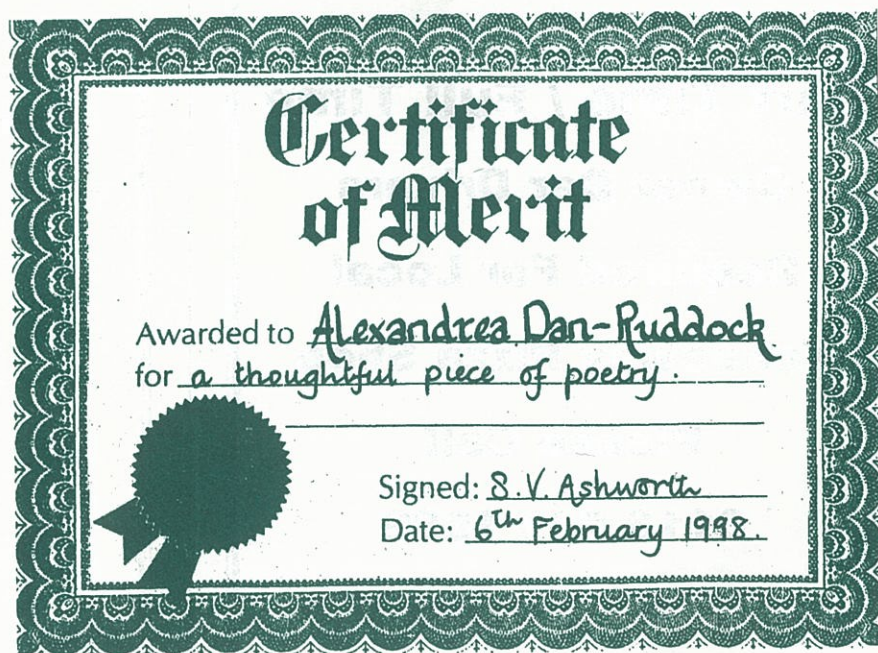 Certificate
of Merit
Awarded to Alexandrea Dan-Ruddock
for a thoughtful piece of poetry.
Signed: S.V. Ashworth
Date: 6th February 1998.